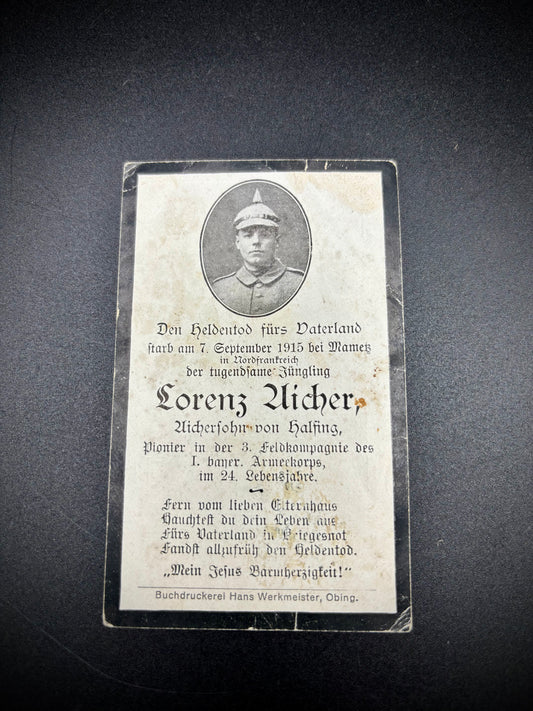 Den Heldentod fürs Vaterland
starb am 7. September 1915 bei Mametz
in Nordfrankreich
der tugendsame Jüngling
Lorenz Aicher,
Aichersohn von Halfing,
Pionier in der 3. Feldkompagnie des
I. bayer. Armeekorps,
im 24. Lebensjahre.
Fern vom lieben Elternhaus
Hauchtest du dein Leben aus
Fürs Vaterland in Kriegesnot
Fandst allzufrüh den Heldentod.
„Mein Jesus Barmherzigkeit!"
Buchdruckerei Hans Werkmeister, Obing.